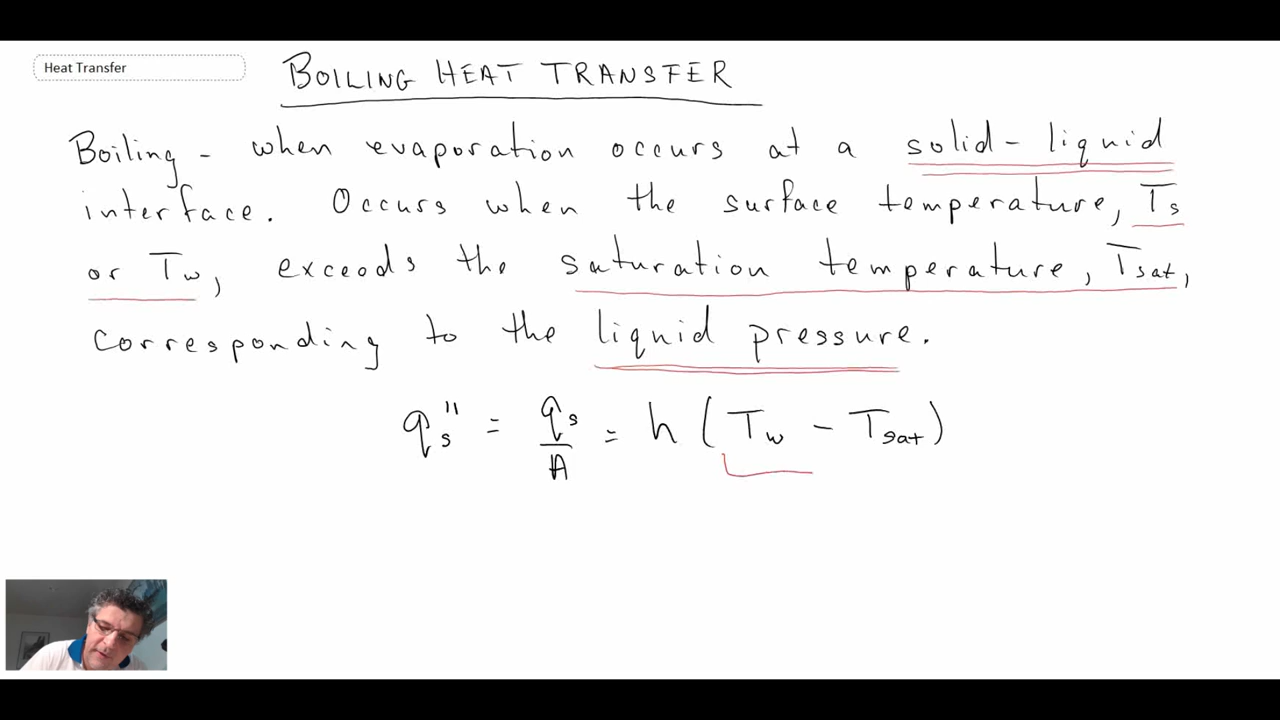 Heat Transfer
BOILING HEAT TRANSFER
Boiling - when evaporation occurs at a solid-liquid
interface. Occurs when the surface temperature, Ts
or Tw, exceeds the saturation temperature, Tsat,
corresponding to the liquid pressure.
qs" = qs/A = h (Tw - Tsat)